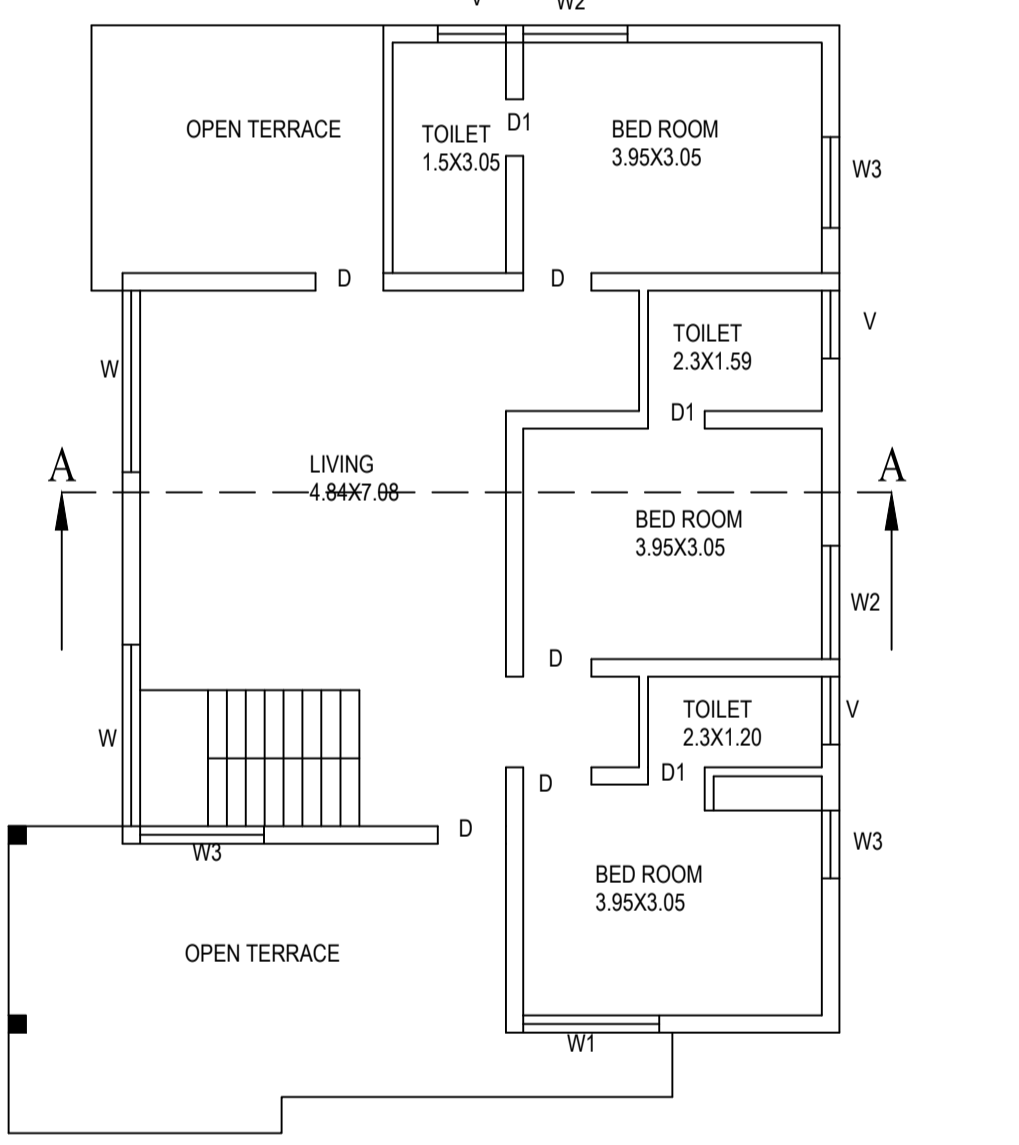 V
W2
OPEN TERRACE
TOILET
1.5X3.05
D1
BED ROOM
3.95X3.05
W3
D
D
TOILET
2.3X1.59
V
W
D1
A
LIVING
4.84X7.08
A
BED ROOM
3.95X3.05
W2
D
TOILET
2.3X1.20
V
W
D
D1
D
W3
W3
BED ROOM
3.95X3.05
OPEN TERRACE
W1